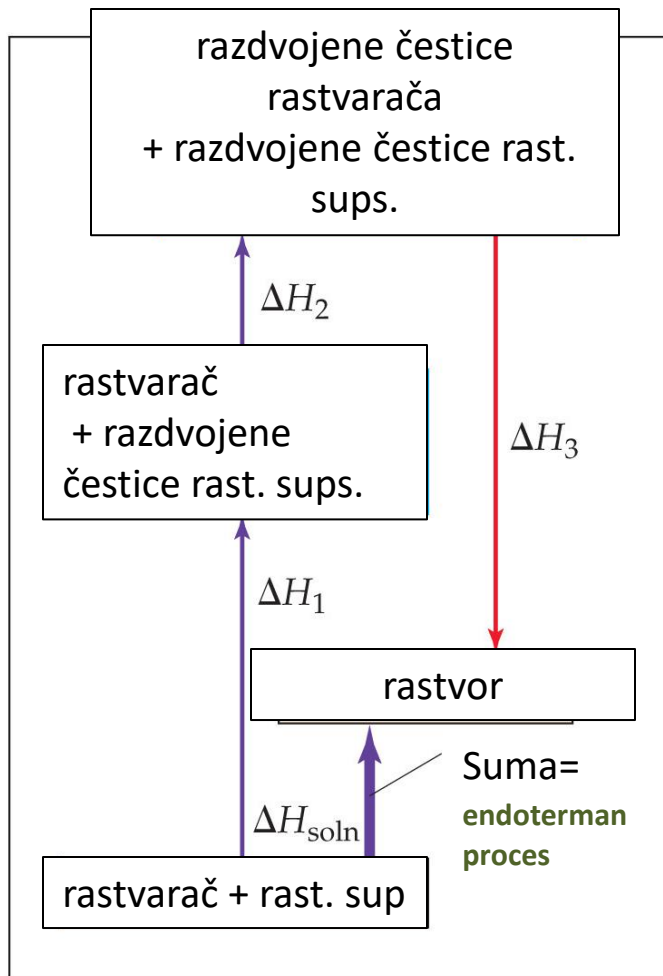 razdvojene čestice
rastvarača
+ razdvojene čestice rast.
sups.
ΔH₂
rastvarač
+ razdvojene
čestice rast. sups.
ΔH₃
ΔH₁
rastvor
Suma=
endoterman
proces
ΔHsoln
rastvarač + rast. sup